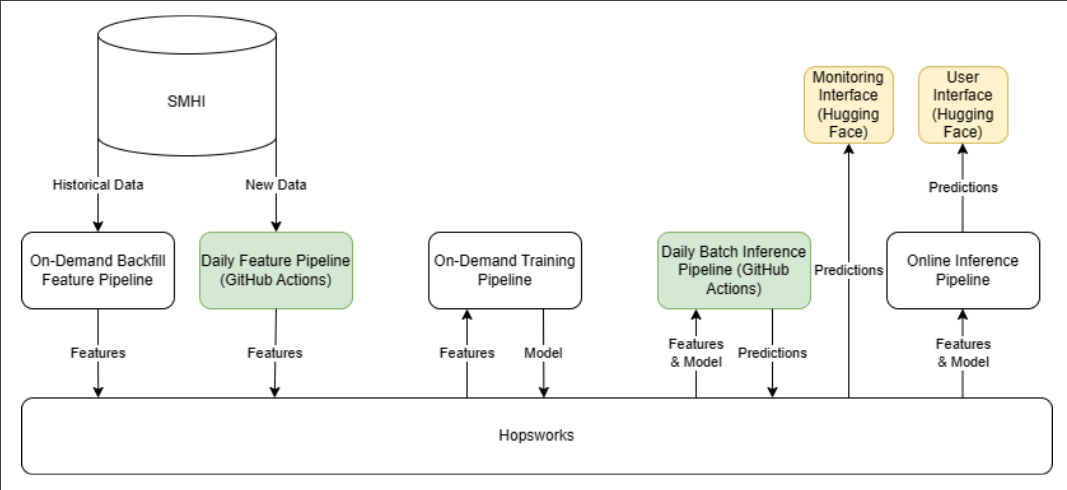 SMHI
Historical Data
New Data
On-Demand Backfill
Feature Pipeline
Daily Feature Pipeline
(GitHub Actions)
On-Demand Training
Pipeline
Daily Batch Inference
Pipeline (GitHub
Actions)
Online Inference
Pipeline
Monitoring
Interface
(Hugging
Face)
User
Interface
(Hugging
Face)
Predictions
Predictions
Features
Features
Features
Model
Features
& Model
Predictions
Features
& Model
Hopsworks